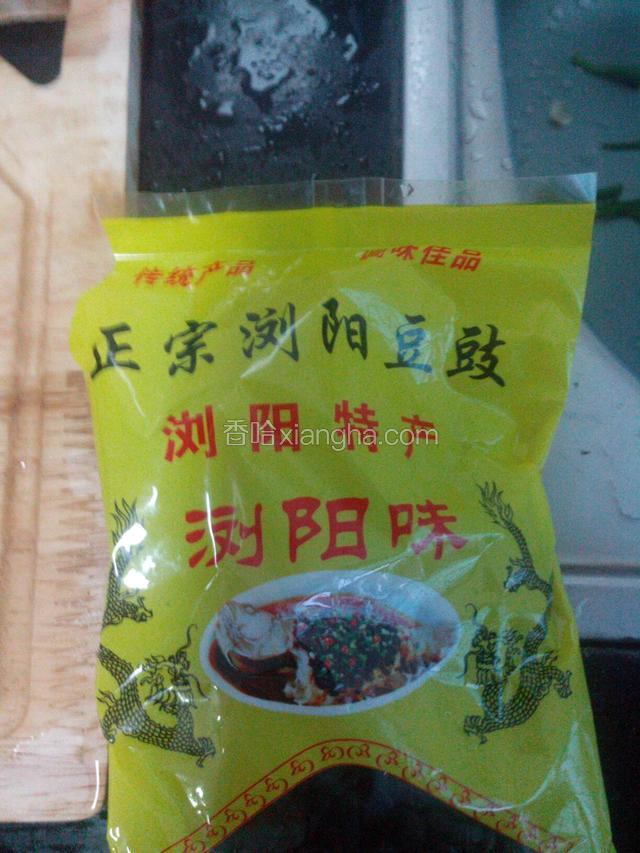 传统产品 调味佳品
正宗浏阳豆豉
浏阳特产
香哈xiangha.com
浏阳味